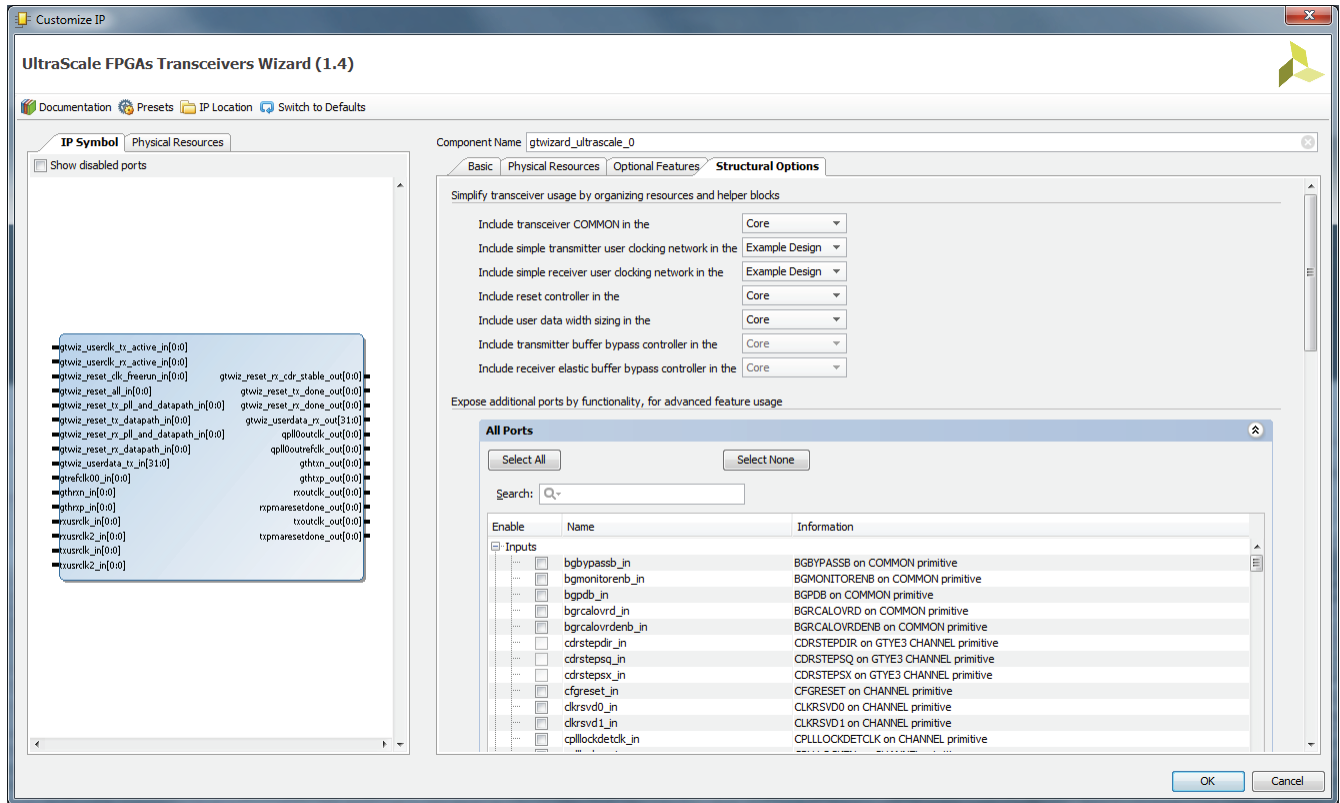 Customize IP
UltraScale FPGAs Transceivers Wizard (1.4)
Documentation Presets IP Location Switch to Defaults
IP Symbol Physical Resources
Show disabled ports
gtwiz_userclk_tx_active_in[0:0]
gtwiz_userclk_rx_active_in[0:0]
gtwiz_reset_clk_freerun_in[0:0]
gtwiz_reset_all_in[0:0]
gtwiz_reset_tx_pll_and_datapath_in[0:0]
gtwiz_reset_tx_datapath_in[0:0]
gtwiz_reset_rx_pll_and_datapath_in[0:0]
gtwiz_reset_rx_datapath_in[0:0]
gtwiz_userdata_tx_in[31:0]
gtrefclk00_in[0:0]
gthrxn_in[0:0]
gthrxp_in[0:0]
rxusrclk_in[0:0]
rxusrclk2_in[0:0]
txusrclk_in[0:0]
txusrclk2_in[0:0]
gtwiz_reset_rx_cdr_stable_out[0:0]
gtwiz_reset_tx_done_out[0:0]
gtwiz_reset_rx_done_out[0:0]
gtwiz_userdata_rx_out[31:0]
qpll0outclk_out[0:0]
qpll0outrefclk_out[0:0]
gthtxn_out[0:0]
gthtxp_out[0:0]
rxoutclk_out[0:0]
rxpmaresetdone_out[0:0]
txoutclk_out[0:0]
txpmaresetdone_out[0:0]
Component Name gtwizard_ultrascale_0
Basic Physical Resources Optional Features Structural Options
Simplify transceiver usage by organizing resources and helper blocks
Include transceiver COMMON in the Core
Include simple transmitter user clocking network in the Example Design
Include simple receiver user clocking network in the Example Design
Include reset controller in the Core
Include user data width sizing in the Core
Include transmitter buffer bypass controller in the Core
Include receiver elastic buffer bypass controller in the Core
Expose additional ports by functionality, for advanced feature usage
All Ports
Select All Select None
Search:
Enable Name Information
Inputs
bgbypassb_in BGBYPASSB on COMMON primitive
bgmonitorenb_in BGMONITORENB on COMMON primitive
bgpdb_in BGPDB on COMMON primitive
bgrcalovrd_in BGRCALOVRD on COMMON primitive
bgrcalovrdenb_in BGRCALOVRDENB on COMMON primitive
cdrstepdir_in CDRSTEPDIR on GTYE3 CHANNEL primitive
cdrstepsq_in CDRSTEPSQ on GTYE3 CHANNEL primitive
cdrstepsx_in CDRSTEPSX on GTYE3 CHANNEL primitive
cfgreset_in CFGRESET on CHANNEL primitive
clkrsvd0_in CLKRSVD0 on CHANNEL primitive
clkrsvd1_in CLKRSVD1 on CHANNEL primitive
cplllockdetclk_in CPLLLOCKDETCLK on CHANNEL primitive
OK Cancel